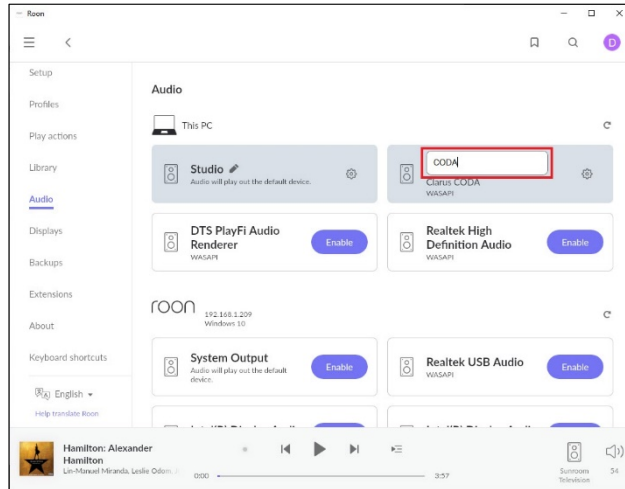 Roon
D
Setup
Profiles
Play actions
Library
Audio
Displays
Backups
Extensions
About
Keyboard shortcuts
English
Help translate Roon
Audio
This PC
Studio
Audio will play out the default device.
CODA
Clarus CODA
WASAPI
DTS PlayFi Audio
Renderer
WASAPI
Enable
Realtek High
Definition Audio
WASAPI
Enable
roon
192.168.1.209
Windows 10
System Output
Audio will play out the default
device.
Enable
Realtek USB Audio
WASAPI
Enable
Hamilton: Alexander
Hamilton
Lin-Manuel Miranda, Leslie Odom,
0:00
3:57
Sunroom
Television
54